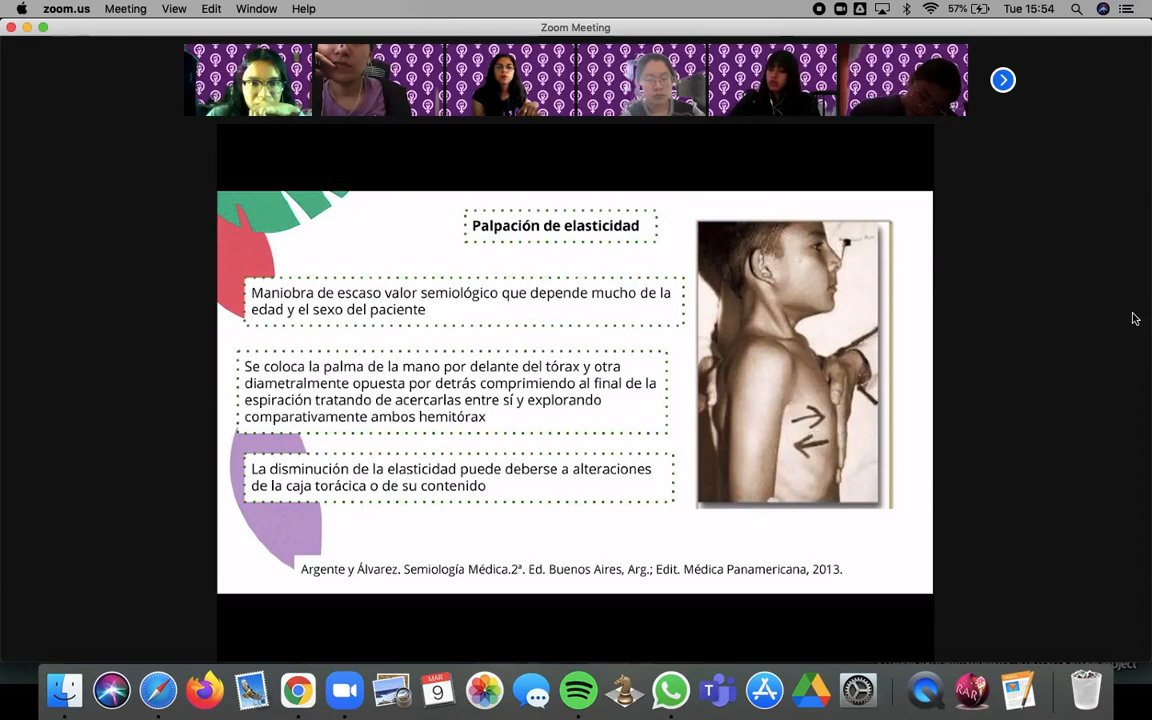 zoom.us Meeting View Edit Window Help 57% Tue 15:54
Zoom Meeting
Palpación de elasticidad
Maniobra de escaso valor semiológico que depende mucho de la
edad y el sexo del paciente
Se coloca la palma de la mano por delante del tórax y otra
diametralmente opuesta por detrás comprimiendo al final de la
espiración tratando de acercarlas entre sí y explorando
comparativamente ambos hemitórax
La disminución de la elasticidad puede deberse a alteraciones
de la caja torácica o de su contenido
Argente y Álvarez. Semiología Médica.2ª. Ed. Buenos Aires, Arg.; Edit. Médica Panamericana, 2013.
MAR
9
RAR